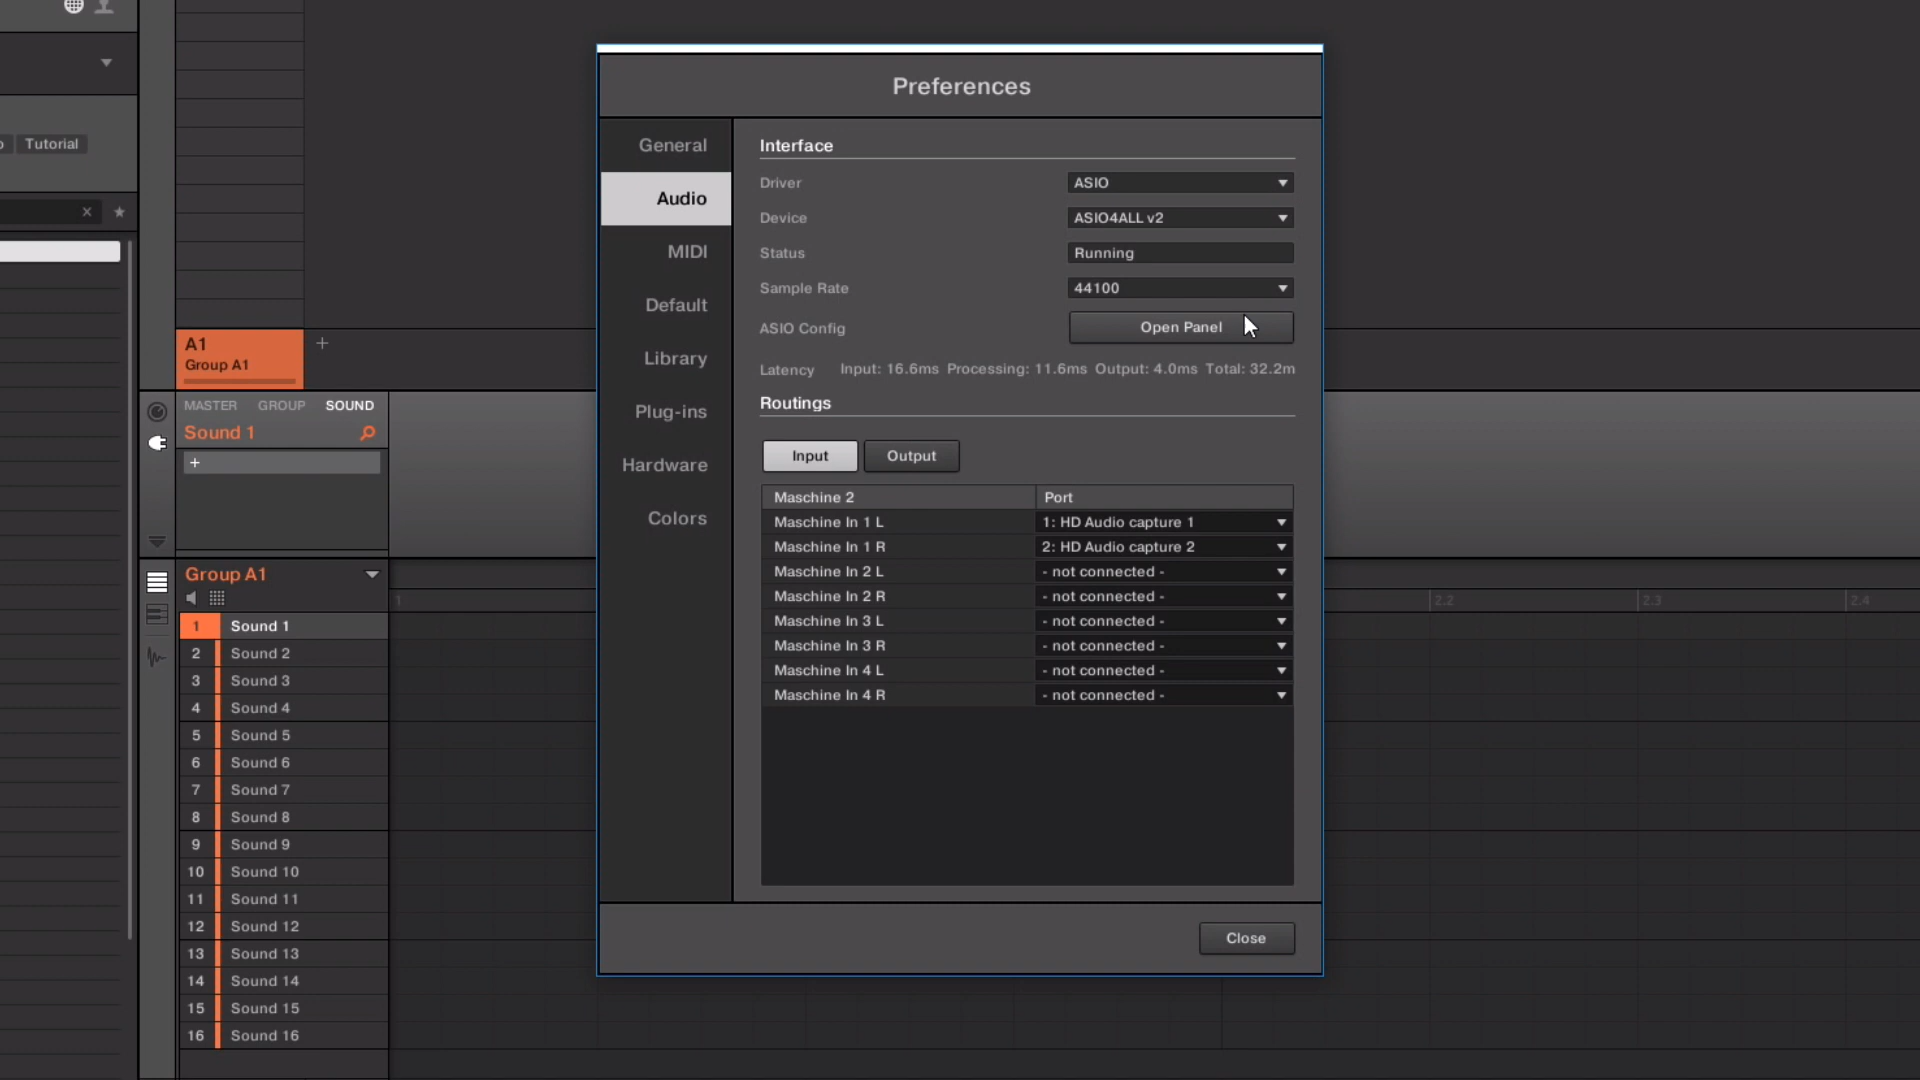 Tutorial
A1
Group A1
+
MASTER GROUP SOUND
Sound 1
+
Group A1
1
1 Sound 1
2 Sound 2
3 Sound 3
4 Sound 4
5 Sound 5
6 Sound 6
7 Sound 7
8 Sound 8
9 Sound 9
10 Sound 10
11 Sound 11
12 Sound 12
13 Sound 13
14 Sound 14
15 Sound 15
16 Sound 16
Preferences
General
Audio
MIDI
Default
Library
Plug-ins
Hardware
Colors
Interface
Driver ASIO
Device ASIO4ALL v2
Status Running
Sample Rate 44100
ASIO Config Open Panel
Latency Input: 16.6ms Processing: 11.6ms Output: 4.0ms Total: 32.2m
Routings
Input Output
Maschine 2 Port
Maschine In 1 L 1: HD Audio capture 1
Maschine In 1 R 2: HD Audio capture 2
Maschine In 2 L - not connected -
Maschine In 2 R - not connected -
Maschine In 3 L - not connected -
Maschine In 3 R - not connected -
Maschine In 4 L - not connected -
Maschine In 4 R - not connected -
Close
2.2 2.3 2.4